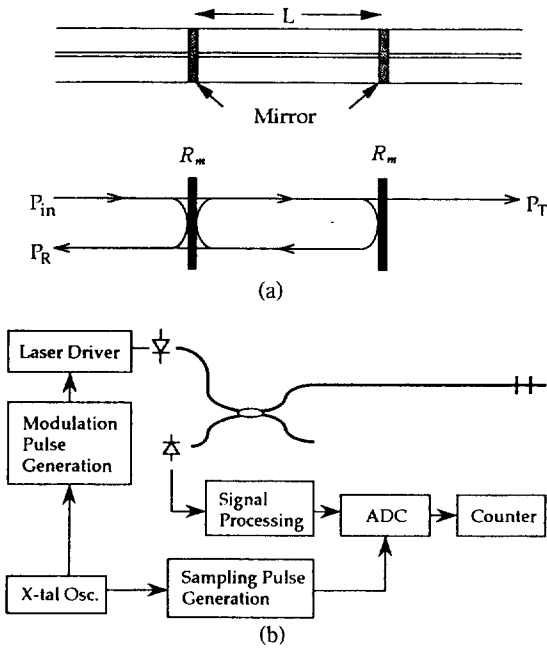 L
Mirror
R_m R_m
P_in P_T
P_R
(a)
Laser Driver
Modulation
Pulse
Generation
Signal
Processing
ADC
Counter
X-tal Osc.
Sampling Pulse
Generation
(b)